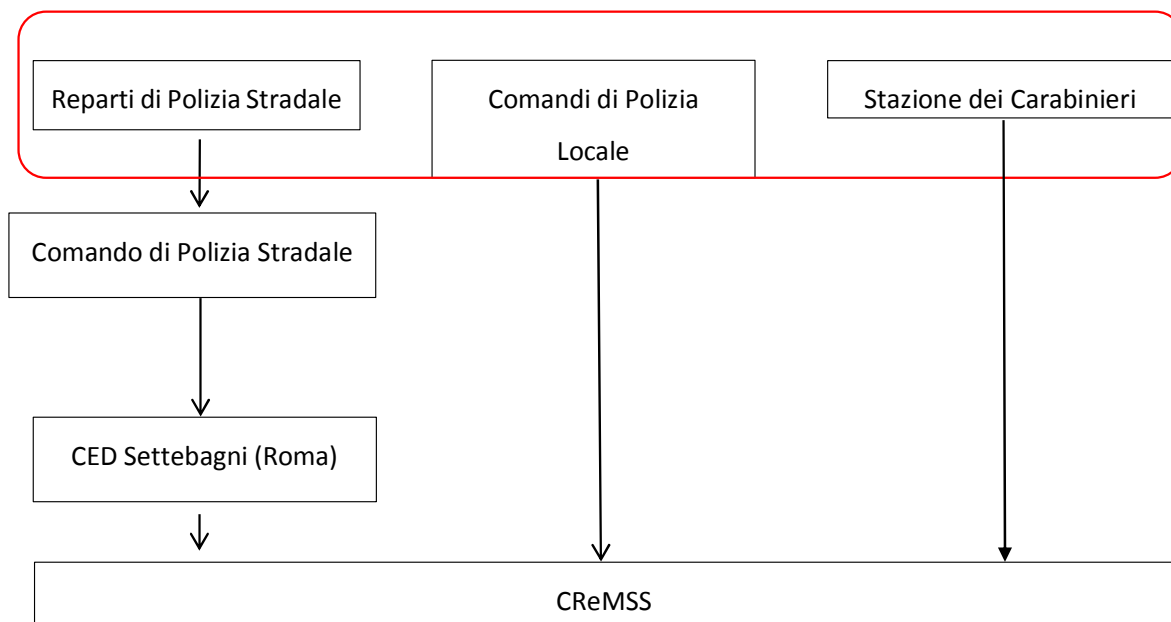 Reparti di Polizia Stradale
Comandi di Polizia
Locale
Stazione dei Carabinieri
Comando di Polizia Stradale
CED Settebagni (Roma)
CReMSS